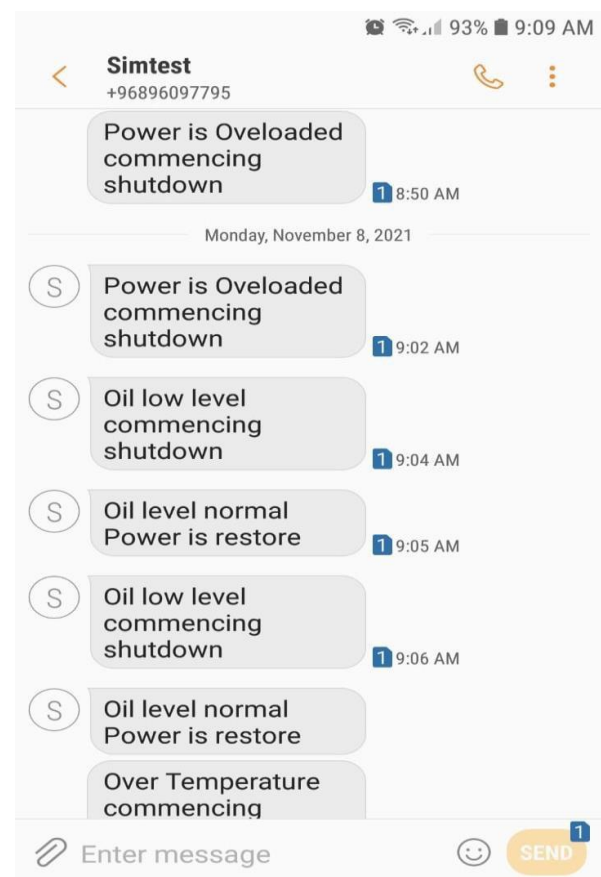 93% 9:09 AM
Simtest
+96896097795
Power is Oveloaded
commencing
shutdown
1 8:50 AM
Monday, November 8, 2021
S
Power is Oveloaded
commencing
shutdown
1 9:02 AM
S
Oil low level
commencing
shutdown
1 9:04 AM
S
Oil level normal
Power is restore
1 9:05 AM
S
Oil low level
commencing
shutdown
1 9:06 AM
S
Oil level normal
Power is restore
Over Temperature
commencing
Enter message
SEND
1